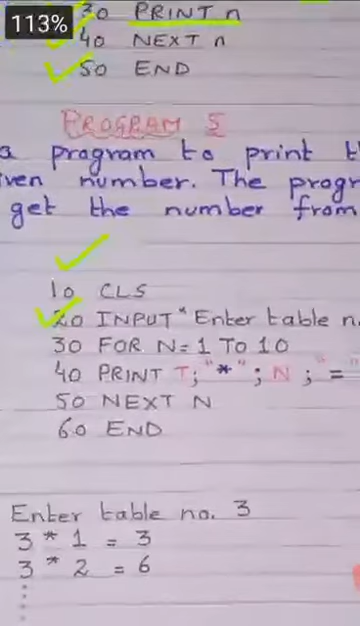 113%
30 PRINT n
40 NEXT n
50 END
PROGRAM 5
a program to print
number. The
get the number from
10 CLS
20 INPUT "Enter table
30 FOR N=1 TO 10
40 PRINT T; "*" ; N ; "="
50 NEXT N
60 END
Enter table no. 3
3 * 1 = 3
3 * 2 = 6